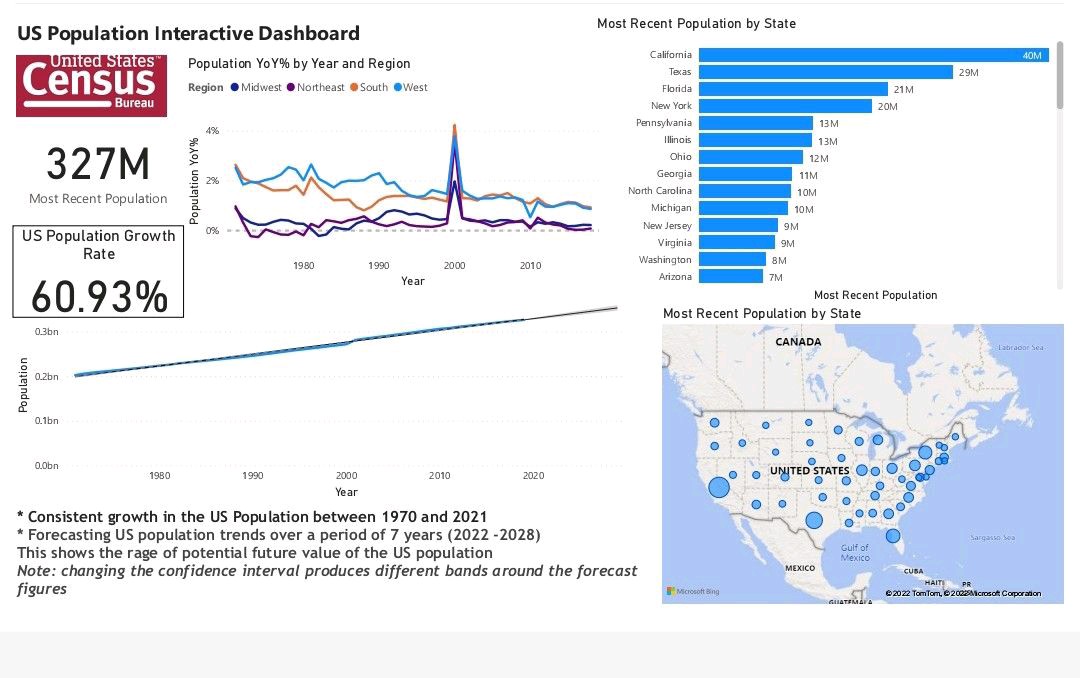 US Population Interactive Dashboard
United States™
Census
Bureau
327M
Most Recent Population
US Population Growth
Rate
60.93%
Population YoY% by Year and Region
Region Midwest Northeast South West
Population YoY%
4%
2%
0%
1980 1990 2000 2010
Year
Most Recent Population by State
California 40M
Texas 29M
Florida 21M
New York 20M
Pennsylvania 13M
Illinois 13M
Ohio 12M
Georgia 11M
North Carolina 10M
Michigan 10M
New Jersey 9M
Virginia 9M
Washington 8M
Arizona 7M
Most Recent Population
Population
0.3bn
0.2bn
0.1bn
0.0bn
1980 1990 2000 2010 2020
Year
Most Recent Population by State
CANADA
Labrador Sea
UNITED STATES
Sargasso Sea
Gulf of
Mexico
MEXICO
CUBA
HAITI PR
GUATEMALA
Microsoft Bing
© 2022 TomTom, © 2022 Microsoft Corporation
* Consistent growth in the US Population between 1970 and 2021
* Forecasting US population trends over a period of 7 years (2022 -2028)
This shows the rage of potential future value of the US population
Note: changing the confidence interval produces different bands around the forecast
figures